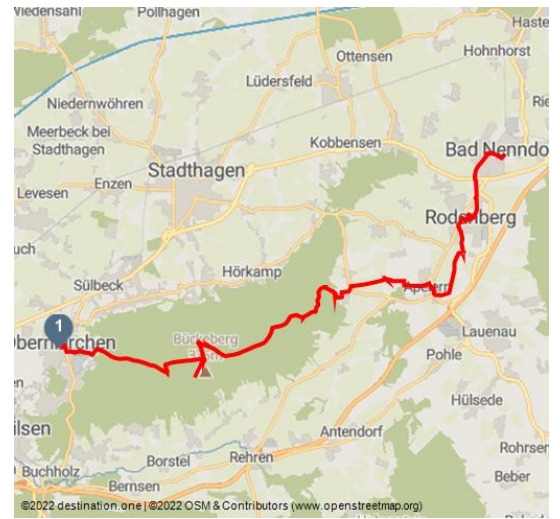 Wiedensahl
Pollhagen
Haste
Ottensen
Hohnhorst
Lüdersfeld
Niedernwöhren
Meerbeck bei
Stadthagen
Kobbensen
Bad Nenndo
Stadthagen
Levesen
Enzen
Rodenberg
Hörkamp
Sülbeck
Apelern
1
Lauenau
Bückeberg
Pohle
Hülsede
Antendorf
Rohrsen
Borstel
Rehren
Beber
Buchholz
Bernsen
©2022 destination.one | ©2022 OSM & Contributors (www.openstreetmap.org)